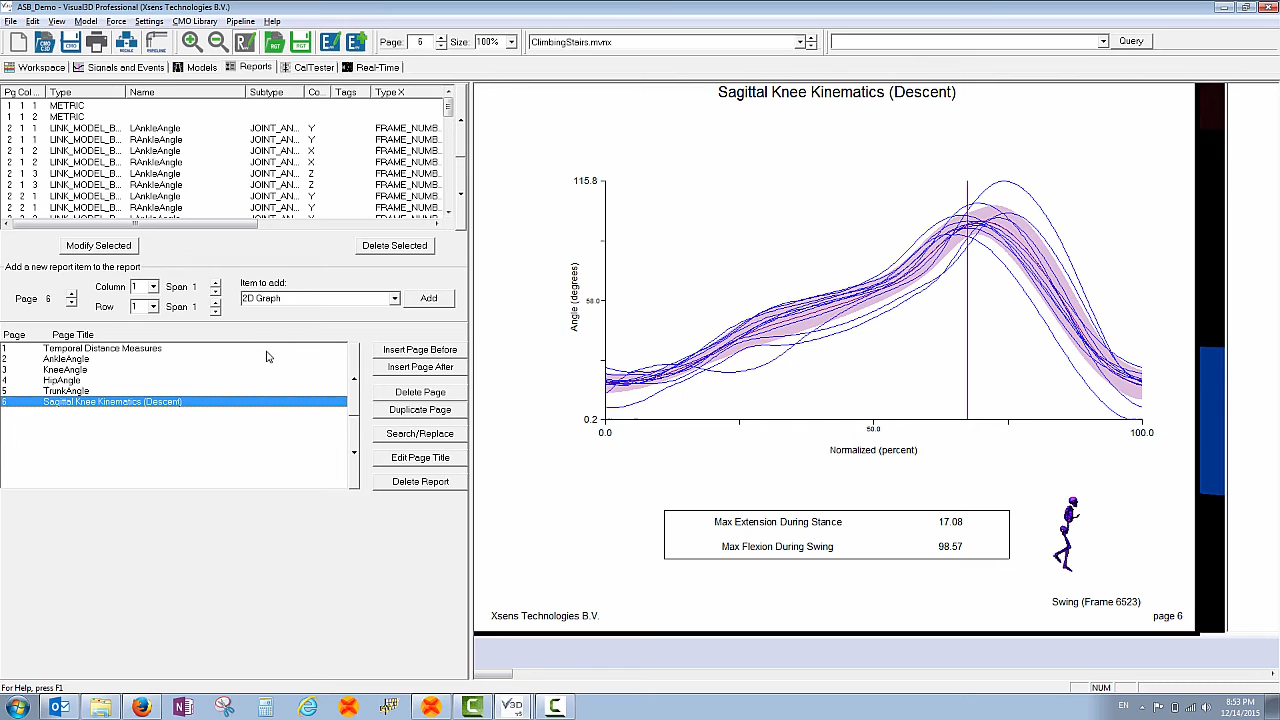 ASB_Demo - Visual3D Professional (Xsens Technologies B.V.)
File Edit View Model Force Settings CMO Library Pipeline Help
Page: 6 Size: 100% ClimbingStairs.mvnx Query
Workspace Signals and Events Models Reports CalTester Real-Time
Pg Col... Type Name Subtype Co... Tags Type X
1 1 1 METRIC
1 1 2 METRIC
2 1 1 LINK_MODEL_B... LAnkleAngle JOINT_AN... Y FRAME_NUMB...
2 1 1 LINK_MODEL_B... RAnkleAngle JOINT_AN... Y FRAME_NUMB...
2 1 2 LINK_MODEL_B... RAnkleAngle JOINT_AN... X FRAME_NUMB...
2 1 2 LINK_MODEL_B... LAnkleAngle JOINT_AN... X FRAME_NUMB...
2 1 3 LINK_MODEL_B... LAnkleAngle JOINT_AN... Z FRAME_NUMB...
2 1 3 LINK_MODEL_B... RAnkleAngle JOINT_AN... Z FRAME_NUMB...
2 2 1 LINK_MODEL_B... RAnkleAngle JOINT_AN... Y FRAME_NUMB...
2 2 1 LINK_MODEL_B... LAnkleAngle JOINT_AN... Y FRAME_NUMB...
Modify Selected Delete Selected
Add a new report item to the report
Page 6 Column 1 Span 1 Item to add:
Row 1 Span 1 2D Graph Add
Page Page Title
1 Temporal Distance Measures
2 AnkleAngle
3 KneeAngle
4 HipAngle
5 TrunkAngle
6 Sagittal Knee Kinematics (Descent)
Insert Page Before
Insert Page After
Delete Page
Duplicate Page
Search/Replace
Edit Page Title
Delete Report
Sagittal Knee Kinematics (Descent)
115.8
58.0
0.2
Angle (degrees)
0.0 50.0 100.0
Normalized (percent)
Max Extension During Stance 17.08
Max Flexion During Swing 98.57
Swing (Frame 6523)
Xsens Technologies B.V. page 6
For Help, press F1 NUM
EN 8:53 PM
12/14/2015